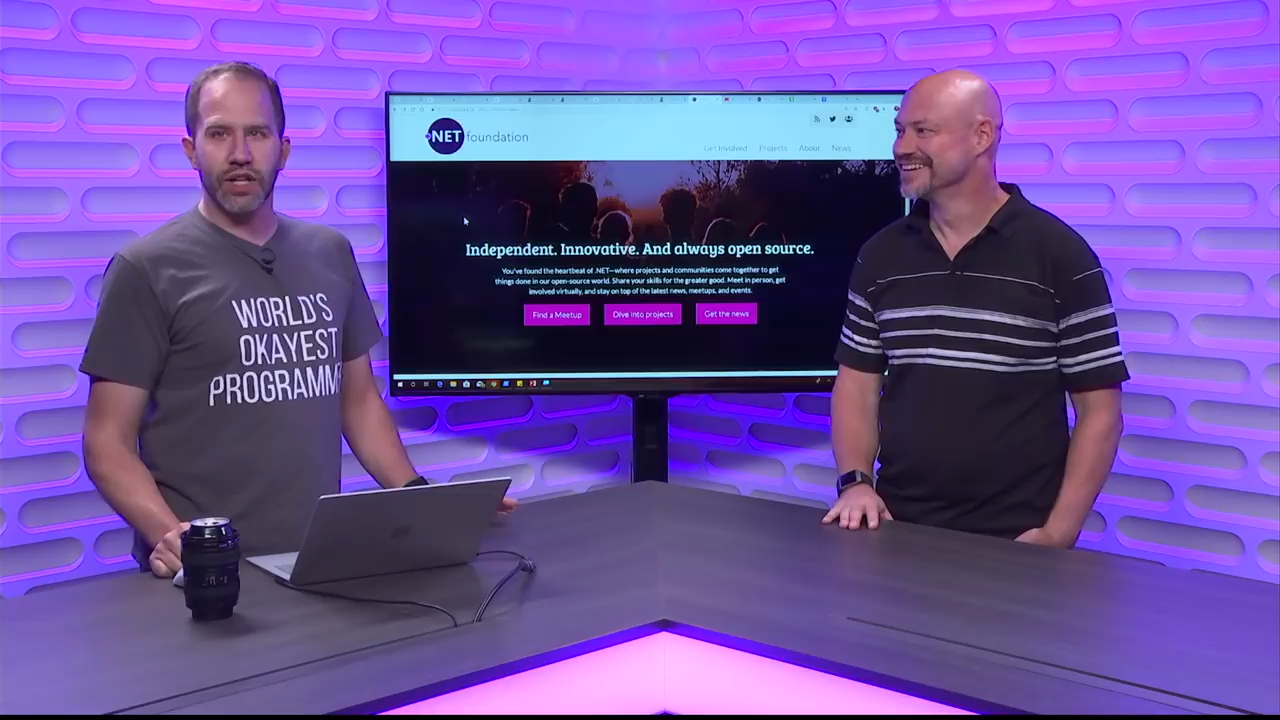 WORLD'S
OKAYEST
PROGRAMM
.NET foundation
Get Involved Projects About News
Independent. Innovative. And always open source.
You've found the heartbeat of .NET—where projects and communities come together to get
things done in our open-source world. Share your skills for the greater good. Meet in person, get
involved virtually, and stay on top of the latest news, meetups, and events.
Find a Meetup Dive into projects Get the news